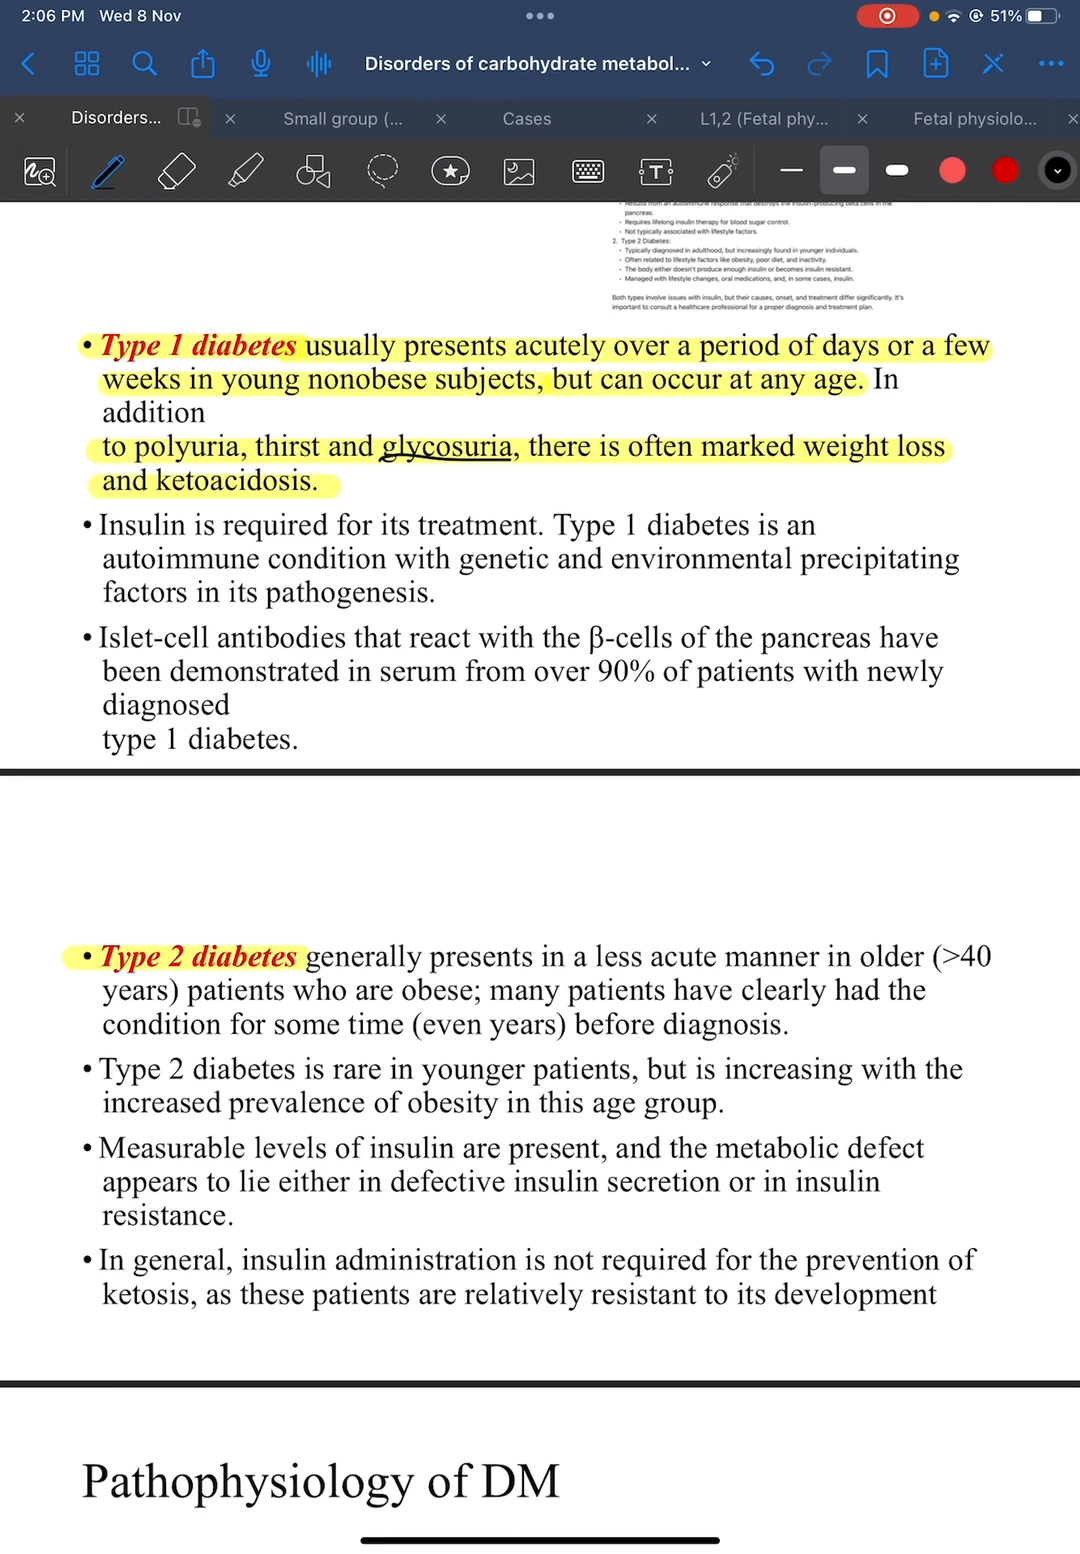 2:06 PM Wed 8 Nov
51%
Disorders of carbohydrate metabol...
Disorders...
Small group (...
Cases
L1,2 (Fetal phy...
Fetal physiolo...
• Results from an autoimmune response that destroys the insulin-producing beta cells in the
pancreas.
• Requires lifelong insulin therapy for blood sugar control.
• Not typically associated with lifestyle factors.
2. Type 2 Diabetes:
• Typically diagnosed in adulthood, but increasingly found in younger individuals.
• Often related to lifestyle factors like obesity, poor diet, and inactivity.
• The body either doesn't produce enough insulin or becomes insulin resistant.
• Managed with lifestyle changes, oral medications, and, in some cases, insulin.
Both types involve issues with insulin, but their causes, onset, and treatment differ significantly. It's
important to consult a healthcare professional for a proper diagnosis and treatment plan.
• Type 1 diabetes usually presents acutely over a period of days or a few
weeks in young nonobese subjects, but can occur at any age. In
addition
to polyuria, thirst and glycosuria, there is often marked weight loss
and ketoacidosis.
• Insulin is required for its treatment. Type 1 diabetes is an
autoimmune condition with genetic and environmental precipitating
factors in its pathogenesis.
• Islet-cell antibodies that react with the β-cells of the pancreas have
been demonstrated in serum from over 90% of patients with newly
diagnosed
type 1 diabetes.
• Type 2 diabetes generally presents in a less acute manner in older (>40
years) patients who are obese; many patients have clearly had the
condition for some time (even years) before diagnosis.
• Type 2 diabetes is rare in younger patients, but is increasing with the
increased prevalence of obesity in this age group.
• Measurable levels of insulin are present, and the metabolic defect
appears to lie either in defective insulin secretion or in insulin
resistance.
• In general, insulin administration is not required for the prevention of
ketosis, as these patients are relatively resistant to its development
Pathophysiology of DM